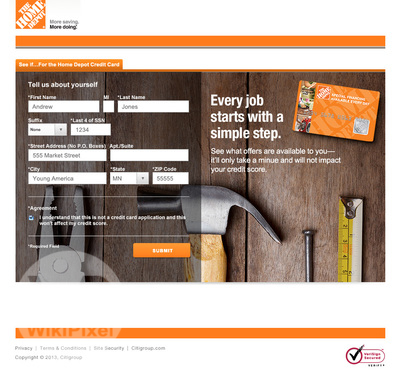 THE HOME DEPOT
More saving.
More doing.
See if...For the Home Depot Credit Card
Tell us about yourself
*First Name MI *Last Name
Andrew Jones
Suffix *Last 4 of SSN
None 1234
*Street Address (No P.O. Boxes) Apt./Suite
555 Market Street
*City *State *ZIP Code
Young America MN 55555
*Agreement
I understand that this is not a credit card application and this
won't affect my credit score.
*Required Field
SUBMIT
Every job
starts with a
simple step.
See what offers are available to you—
it'll only take a minue and will not impact
your credit score.
WikiPixel
Privacy | Terms & Conditions | Site Security | Citigroup.com
Copyright © 2013, Citigroup
VeriSign
Secured
VERIFY